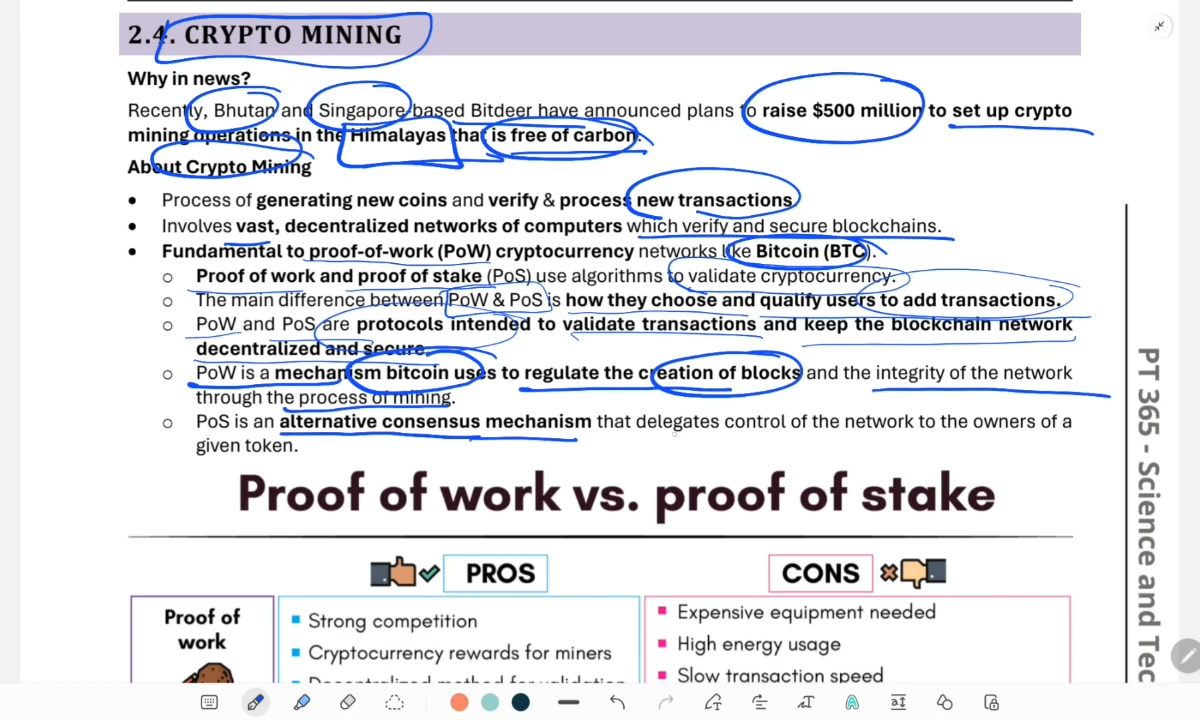 2.4. CRYPTO MINING
Why in news?
Recently, Bhutan and Singapore-based Bitdeer have announced plans to raise $500 million to set up crypto
mining operations in the Himalayas that is free of carbon.
About Crypto Mining
• Process of generating new coins and verify & process new transactions
• Involves vast, decentralized networks of computers which verify and secure blockchains.
• Fundamental to proof-of-work (PoW) cryptocurrency networks like Bitcoin (BTC).
o Proof of work and proof of stake (PoS) use algorithms to validate cryptocurrency.
o The main difference between PoW & PoS is how they choose and qualify users to add transactions.
o PoW and PoS are protocols intended to validate transactions and keep the blockchain network
decentralized and secure.
o PoW is a mechanism bitcoin uses to regulate the creation of blocks and the integrity of the network
through the process of mining.
o PoS is an alternative consensus mechanism that delegates control of the network to the owners of a
given token.
Proof of work vs. proof of stake
PROS
CONS
Proof of
work
Strong competition
Cryptocurrency rewards for miners
Decentralized method for validation
Expensive equipment needed
High energy usage
Slow transaction speed
PT 365 - Science and Tec